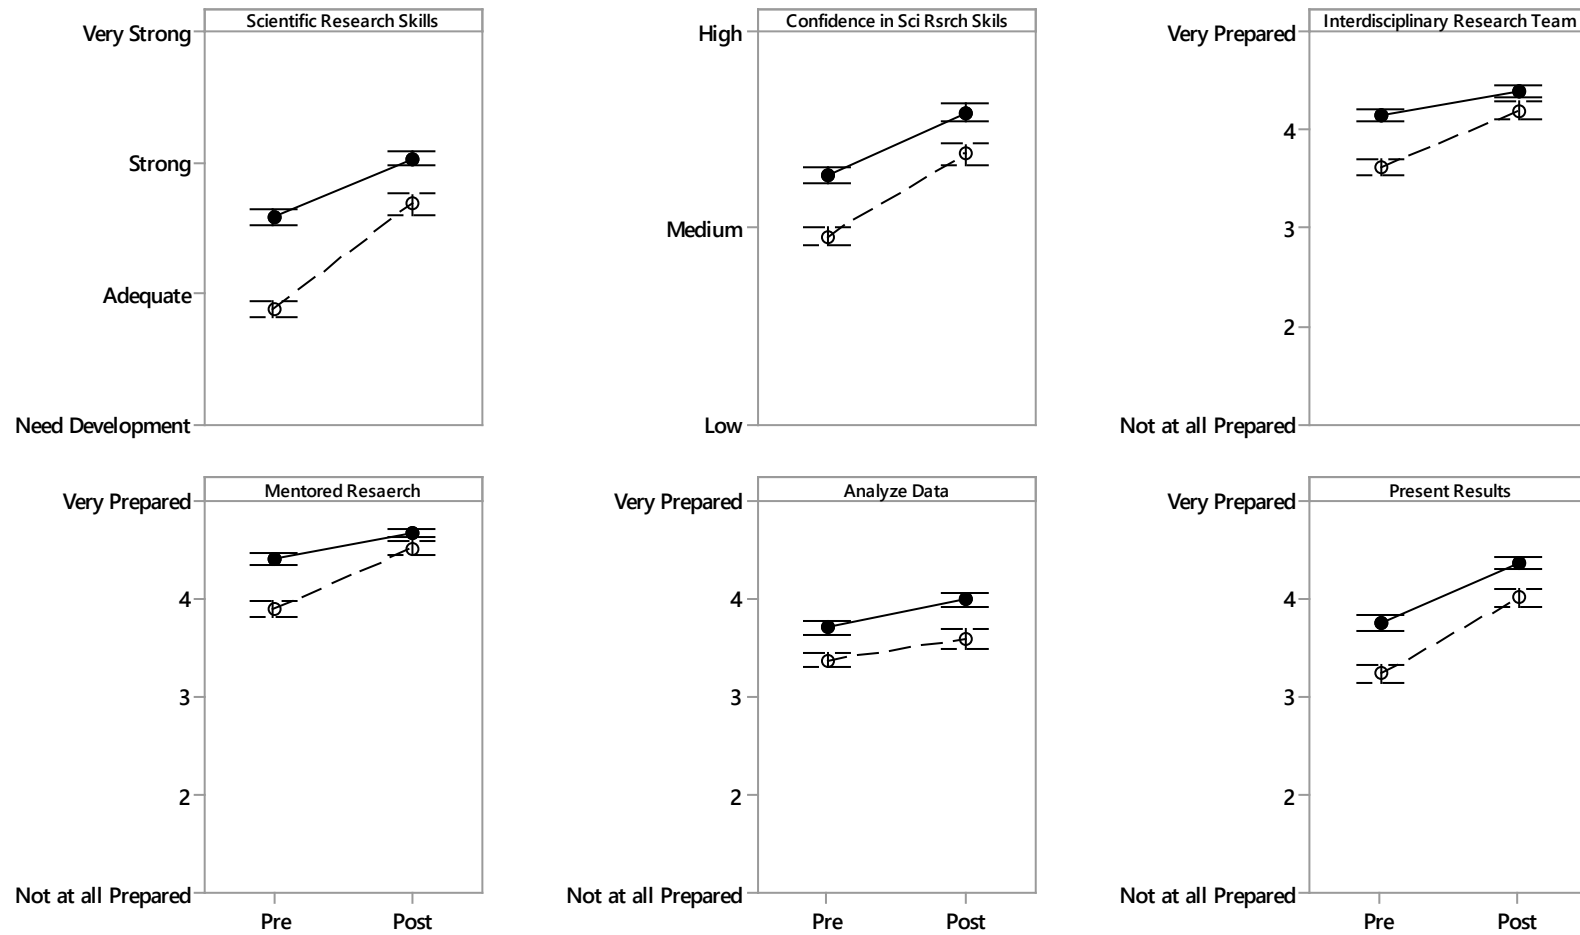 Scientific Research Skills
Very Strong
Strong
Adequate
Need Development
Confidence in Sci Rsrch Skils
High
Medium
Low
Interdisciplinary Research Team
Very Prepared
4
3
2
Not at all Prepared
Mentored Resaerch
Very Prepared
4
3
2
Not at all Prepared
Pre Post
Analyze Data
Very Prepared
4
3
2
Not at all Prepared
Pre Post
Present Results
Very Prepared
4
3
2
Not at all Prepared
Pre Post